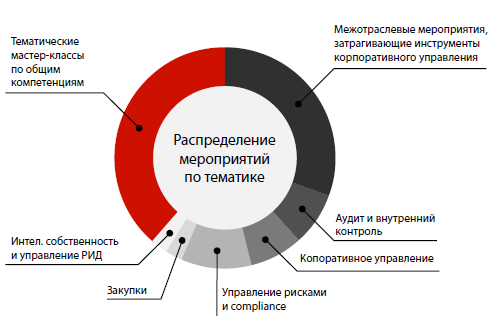 Тематические
мастер-классы
по общим
компетенциям
Межотраслевые мероприятия,
затрагивающие инструменты
корпоративного управления
Распределение
мероприятий
по тематике
Аудит и внутренний
контроль
Копоративное управление
Управление рисками
и compliance
Закупки
Интел. собственность
и управление РИД